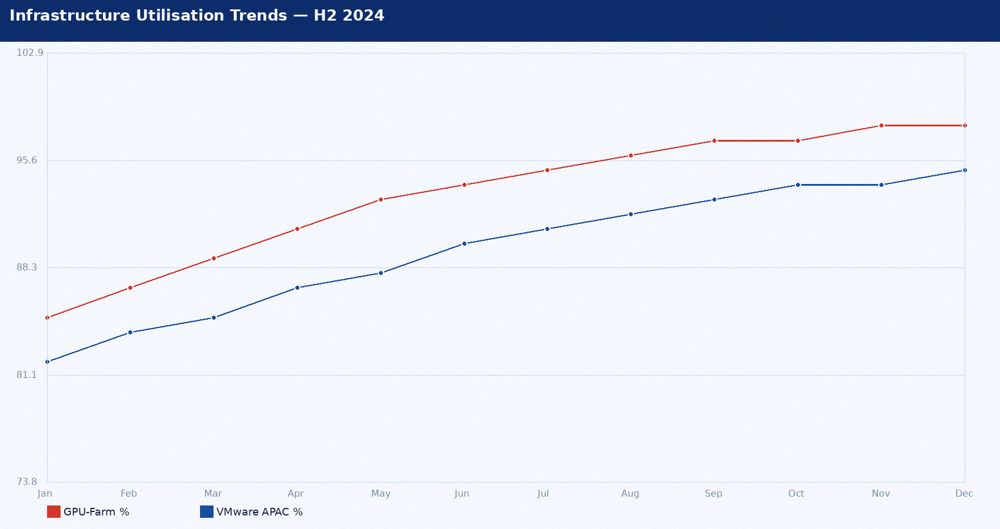 Infrastructure Utilisation Trends — H2 2024
102.9
95.6
88.3
81.1
73.8
Jan Feb Mar Apr May Jun Jul Aug Sep Oct Nov Dec
GPU-Farm % VMware APAC %